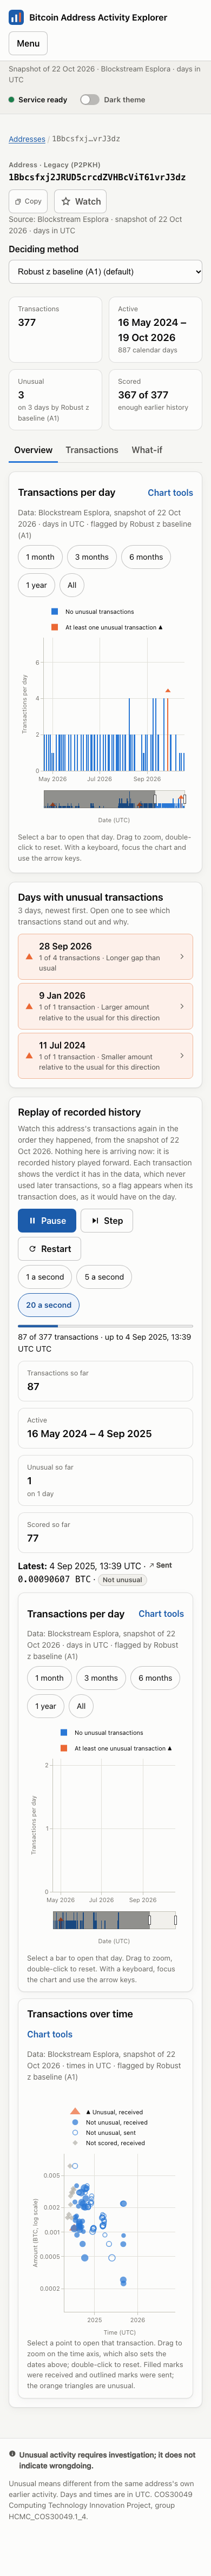 Bitcoin Address Activity Explorer
Menu
Snapshot of 22 Oct 2026 · Blockstream Esplora · days in
UTC
Service ready
Dark theme
Addresses / 1Bbcsfxj…vrJ3dz
Address · Legacy (P2PKH)
1Bbcsfxj2JRUD5crcdZVHBcViT61vrJ3dz
Copy
Watch
Source: Blockstream Esplora · snapshot of 22 Oct
2026 · days in UTC
Deciding method
Robust z baseline (A1) (default)
Transactions
377
Active
16 May 2024 –
19 Oct 2026
887 calendar days
Unusual
3
on 3 days by Robust z
baseline (A1)
Scored
367 of 377
enough earlier history
Overview
Transactions
What-if
Transactions per day
Chart tools
Data: Blockstream Esplora, snapshot of 22 Oct
2026 · days in UTC · flagged by Robust z baseline
(A1)
1 month
3 months
6 months
1 year
All
No unusual transactions
At least one unusual transaction ▲
Transactions per day
6
4
2
0
May 2026
Jul 2026
Sep 2026
Date (UTC)
Select a bar to open that day. Drag to zoom, double-
click to reset. With a keyboard, focus the chart and
use the arrow keys.
Days with unusual transactions
3 days, newest first. Open one to see which
transactions stand out and why.
28 Sep 2026
1 of 4 transactions · Longer gap than
usual
9 Jan 2026
1 of 1 transaction · Larger amount
relative to the usual for this direction
11 Jul 2024
1 of 1 transaction · Smaller amount
relative to the usual for this direction
Replay of recorded history
Watch this address's transactions again in the
order they happened, from the snapshot of 22
Oct 2026. Nothing here is arriving now: it is
recorded history played forward. Each transaction
shows the verdict it has in the data, which never
used later transactions, so a flag appears when its
transaction does, as it would have on the day.
Pause
Step
Restart
1 a second
5 a second
20 a second
87 of 377 transactions · up to 4 Sep 2025, 13:39
UTC UTC
Transactions so far
87
Active
16 May 2024 – 4 Sep 2025
Unusual so far
1
on 1 day
Scored so far
77
Latest: 4 Sep 2025, 13:39 UTC · ↗ Sent
0.00090607 BTC · Not unusual
Transactions per day
Chart tools
Data: Blockstream Esplora, snapshot of 22
Oct 2026 · days in UTC · flagged by Robust
z baseline (A1)
1 month
3 months
6 months
1 year
All
No unusual transactions
At least one unusual transaction ▲
Transactions per day
2
1
0
May 2026
Jul 2026
Sep 2026
Date (UTC)
Select a bar to open that day. Drag to zoom,
double-click to reset. With a keyboard, focus
the chart and use the arrow keys.
Transactions over time
Chart tools
Data: Blockstream Esplora, snapshot of 22
Oct 2026 · times in UTC · flagged by Robust
z baseline (A1)
▲ Unusual, received
Not unusual, received
Not unusual, sent
Not scored, received
Amount (BTC, log scale)
0.005
0.002
0.001
0.0005
0.0002
2025
2026
Time (UTC)
Select a point to open that transaction. Drag to
zoom the time axis, which also sets the
dates above; double-click to reset. Filled marks
were received and outlined marks were sent;
the orange triangles are unusual.
Unusual activity requires investigation; it does not
indicate wrongdoing.
Unusual means different from the same address's own
earlier activity. Days and times are in UTC. COS30049
Computing Technology Innovation Project, group
HCMC_COS30049.1_4.